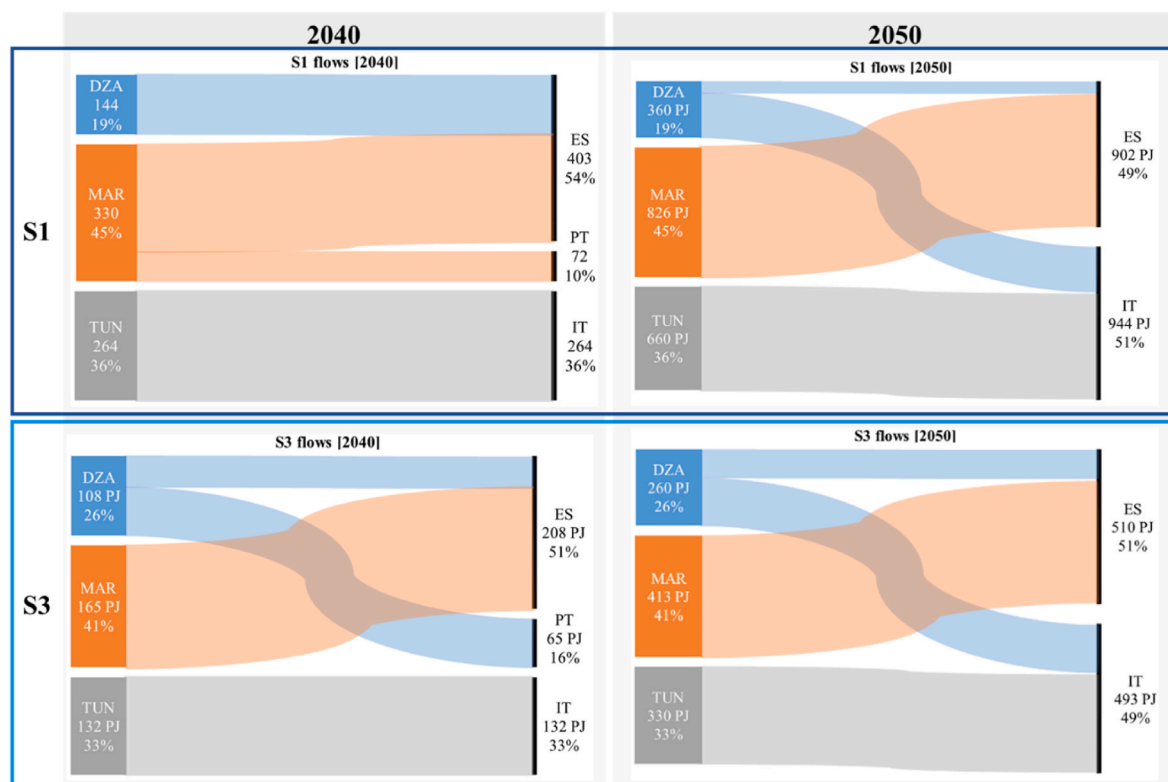 2040
2050
S1
S1 flows [2040]
DZA
144
19%
MAR
330
45%
TUN
264
36%
ES
403
54%
PT
72
10%
IT
264
36%
S1 flows [2050]
DZA
360 PJ
19%
MAR
826 PJ
45%
TUN
660 PJ
36%
ES
902 PJ
49%
IT
944 PJ
51%
S3
S3 flows [2040]
DZA
108 PJ
26%
MAR
165 PJ
41%
TUN
132 PJ
33%
ES
208 PJ
51%
PT
65 PJ
16%
IT
132 PJ
33%
S3 flows [2050]
DZA
260 PJ
26%
MAR
413 PJ
41%
TUN
330 PJ
33%
ES
510 PJ
51%
IT
493 PJ
49%